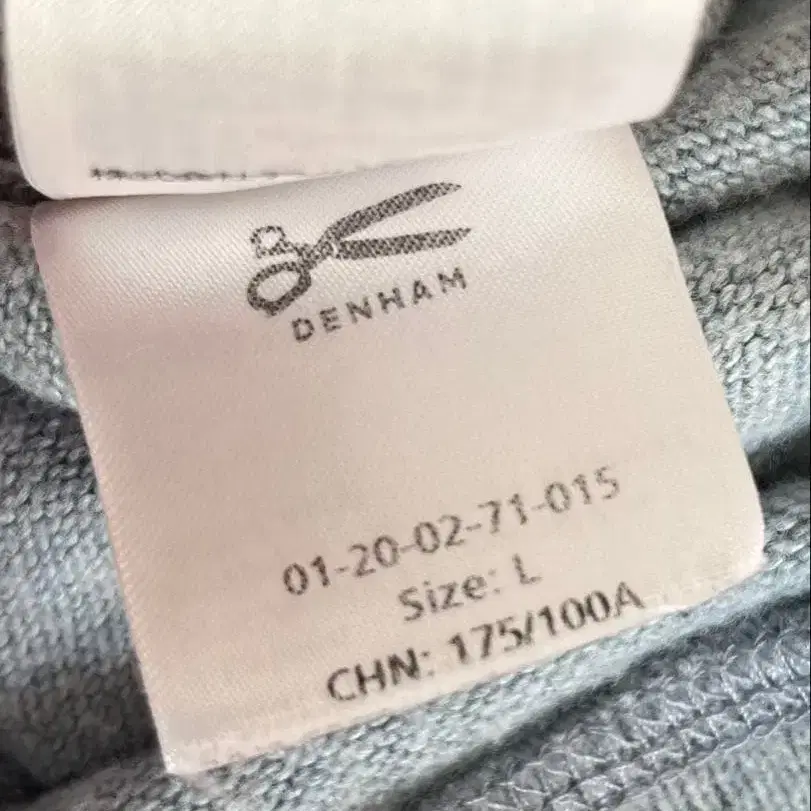 DENHAM
01-20-02-71-015
Size: L
CHN: 175/100A